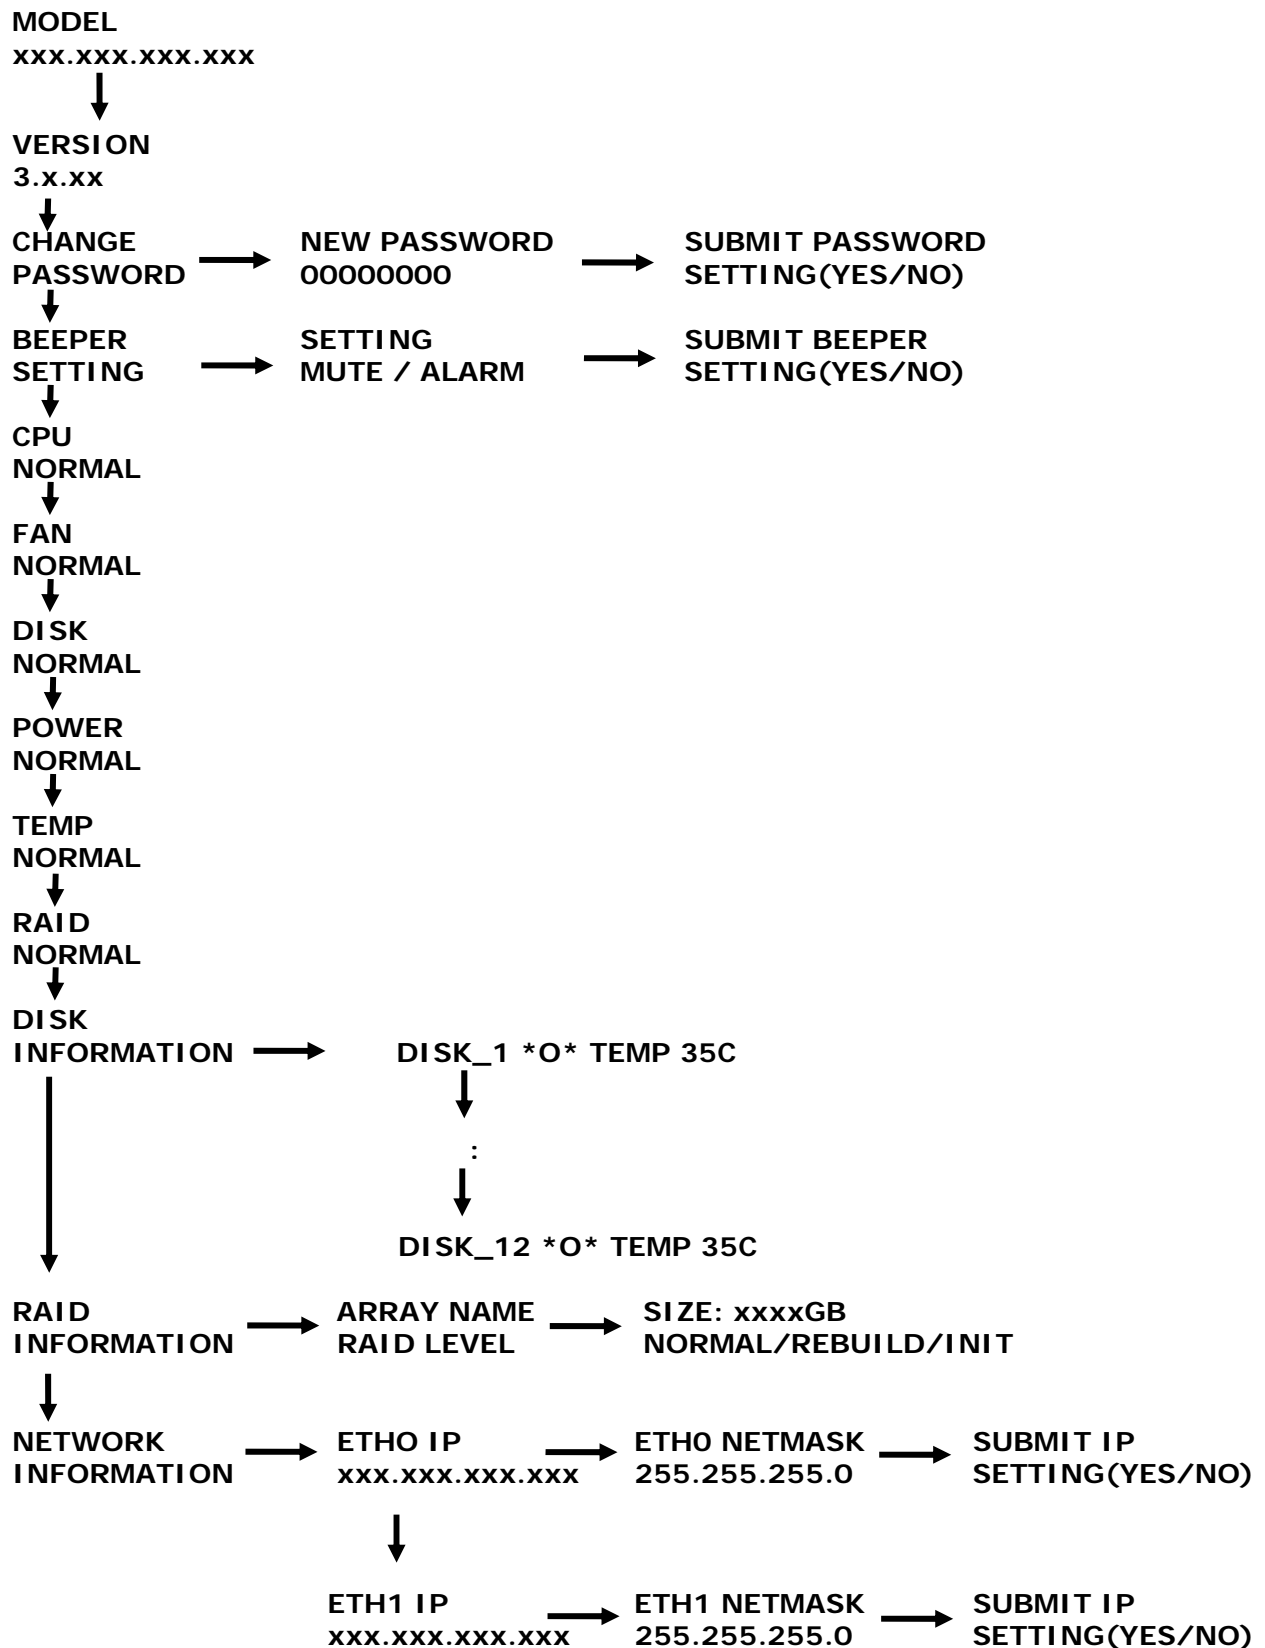 MODEL
xxx.xxx.xxx.xxx
VERSION
3.x.xx
CHANGE
PASSWORD
NEW PASSWORD
00000000
SUBMIT PASSWORD
SETTING(YES/NO)
BEEPER
SETTING
SETTING
MUTE / ALARM
SUBMIT BEEPER
SETTING(YES/NO)
CPU
NORMAL
FAN
NORMAL
DISK
NORMAL
POWER
NORMAL
TEMP
NORMAL
RAID
NORMAL
DISK
INFORMATION
DISK_1 *O* TEMP 35C
:
DISK_12 *O* TEMP 35C
RAID
INFORMATION
ARRAY NAME
RAID LEVEL
SIZE: xxxxGB
NORMAL/REBUILD/INIT
NETWORK
INFORMATION
ETHO IP
xxx.xxx.xxx.xxx
ETH0 NETMASK
255.255.255.0
SUBMIT IP
SETTING(YES/NO)
ETH1 IP
xxx.xxx.xxx.xxx
ETH1 NETMASK
255.255.255.0
SUBMIT IP
SETTING(YES/NO)